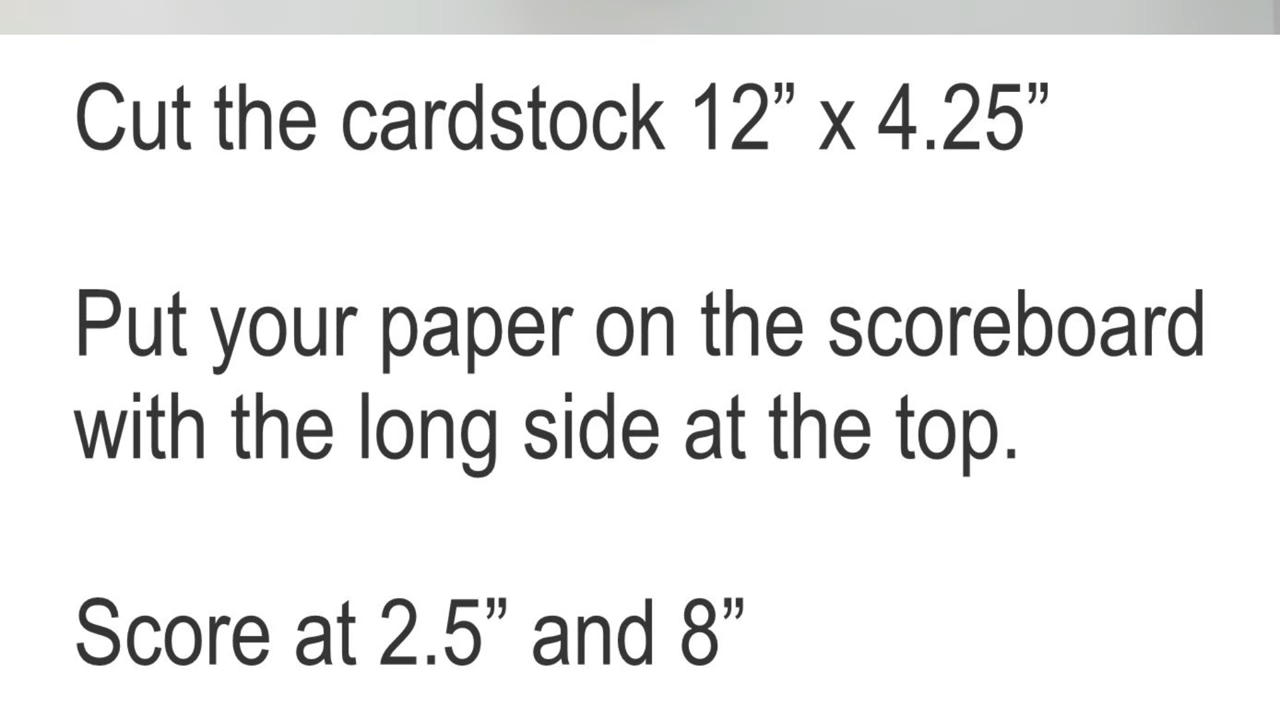 Cut the cardstock 12” x 4.25”
Put your paper on the scoreboard
with the long side at the top.
Score at 2.5” and 8”